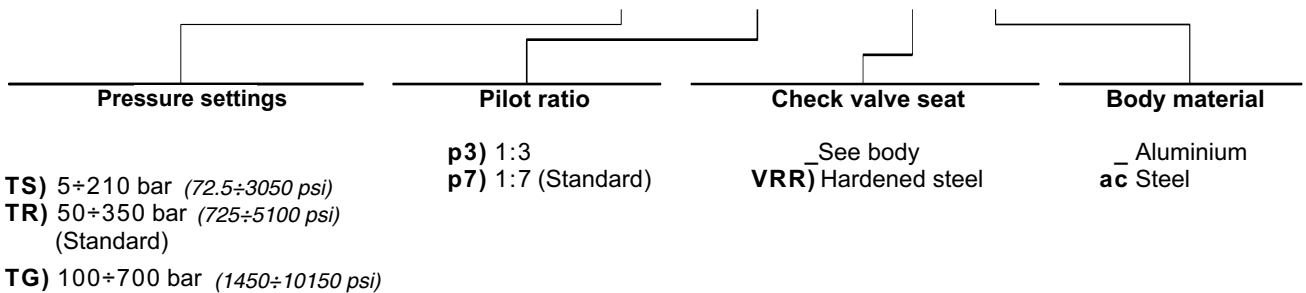 Pressure settings
Pilot ratio
Check valve seat
Body material
TS) 5÷210 bar (72.5÷3050 psi)
TR) 50÷350 bar (725÷5100 psi)
(Standard)
TG) 100÷700 bar (1450÷10150 psi)
p3) 1:3
p7) 1:7 (Standard)
_See body
VRR) Hardened steel
_ Aluminium
ac Steel